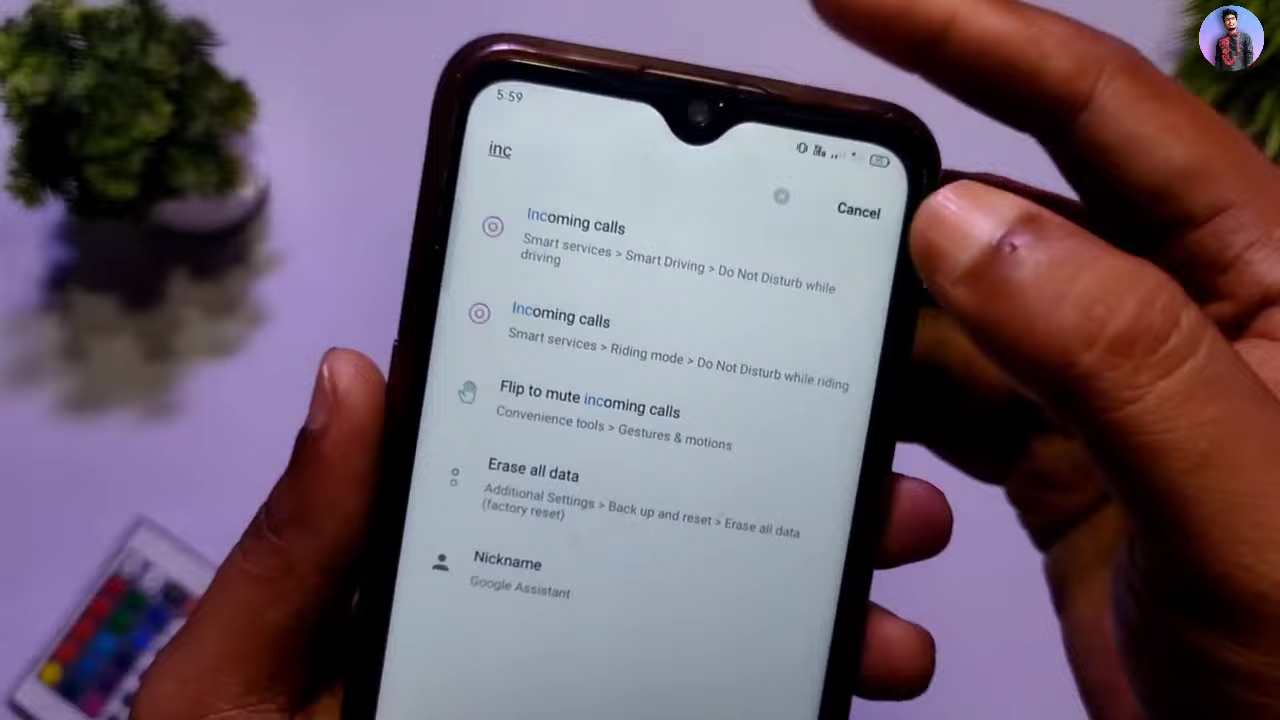 5:59
inc
Cancel
Incoming calls
Smart services > Smart Driving > Do Not Disturb while
driving
Incoming calls
Smart services > Riding mode > Do Not Disturb while riding
Flip to mute incoming calls
Convenience tools > Gestures & motions
Erase all data
Additional Settings > Back up and reset > Erase all data
(factory reset)
Nickname
Google Assistant